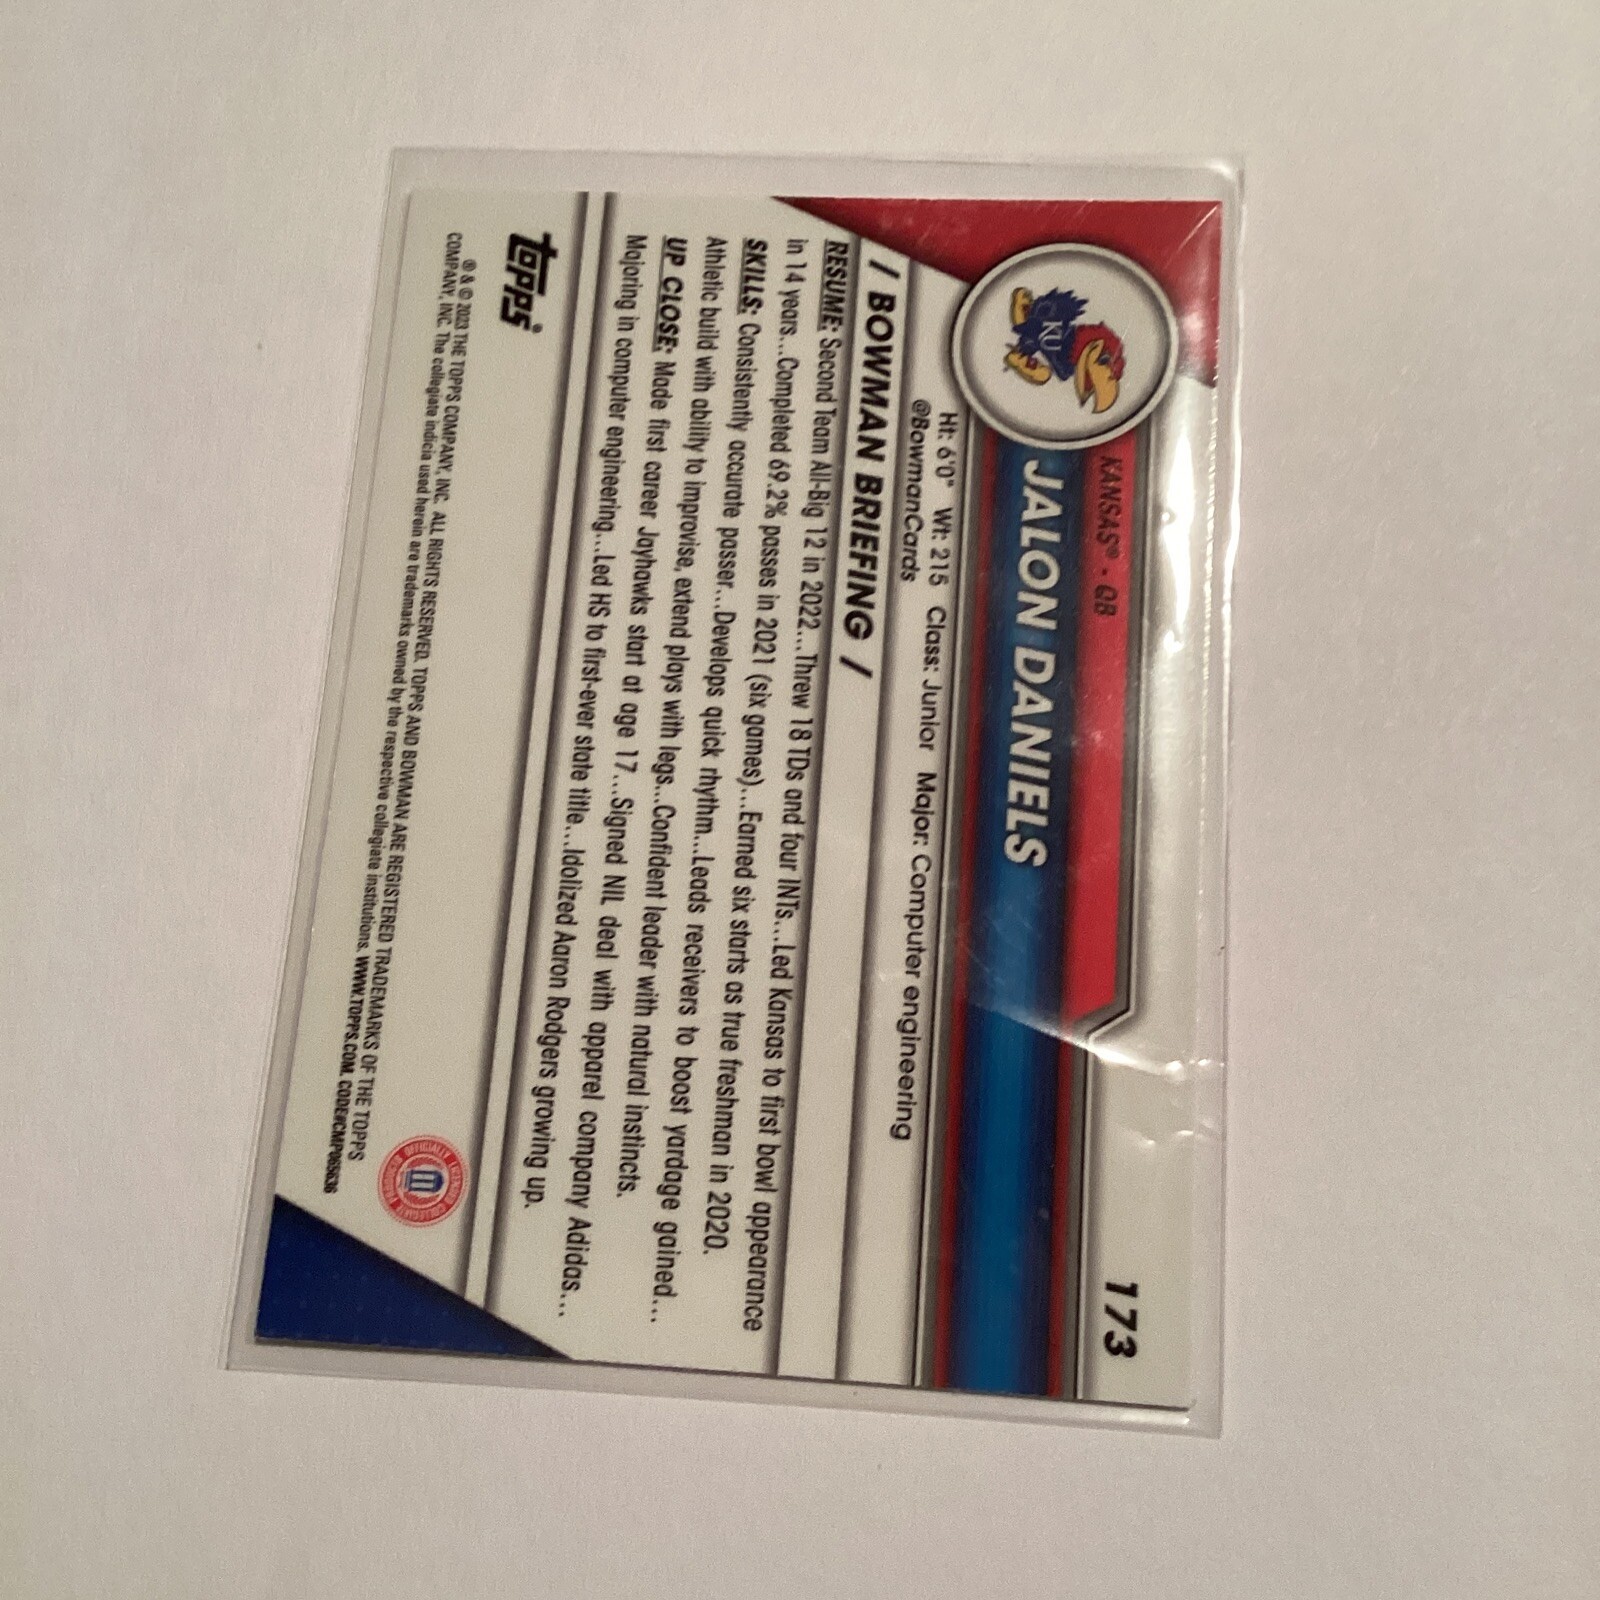 173
KANSAS® - QB
JALON DANIELS
KU
Ht: 6'0" Wt: 215 Class: Junior Major: Computer engineering
@BowmanCards
/ BOWMAN BRIEFING /
RESUME: Second Team All-Big 12 in 2022...Threw 18 TDs and four INTs...Led Kansas to first bowl appearance
in 14 years...Completed 69.2% passes in 2021 (six games)...Earned six starts as true freshman in 2020.
SKILLS: Consistently accurate passer...Develops quick rhythm...Leads receivers to boost yardage gained...
Athletic build with ability to improvise, extend plays with legs...Confident leader with natural instincts.
UP CLOSE: Made first career Jayhawks start at age 17...Signed NIL deal with apparel company Adidas...
Majoring in computer engineering...Led HS to first-ever state title...Idolized Aaron Rodgers growing up.
topps®
® & © 2023 THE TOPPS COMPANY, INC. ALL RIGHTS RESERVED. TOPPS AND BOWMAN ARE REGISTERED TRADEMARKS OF THE TOPPS
COMPANY, INC. The collegiate indicia used herein are trademarks owned by the respective collegiate institutions. WWW.TOPPS.COM. CODE#CMP065636
OFFICIALLY LICENSED
COLLEGIATE PRODUCTS